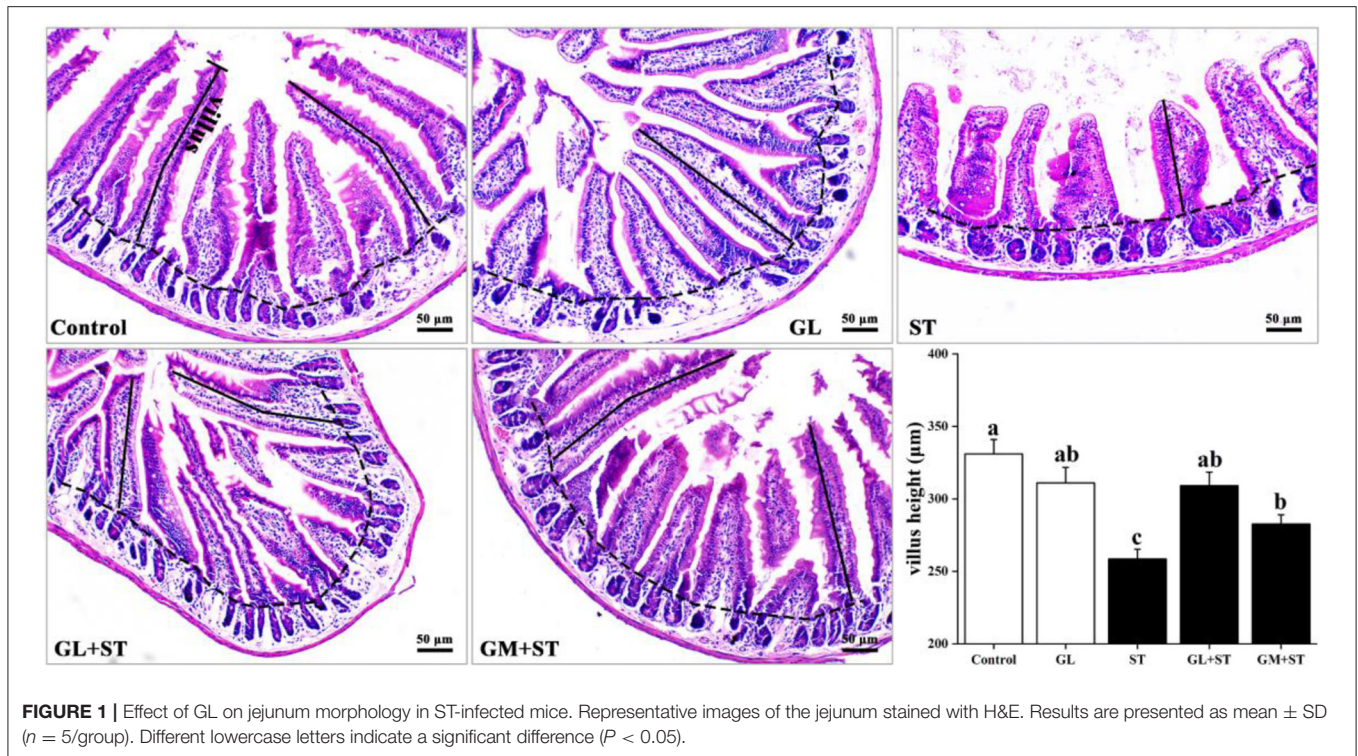 villus
Control
50 µm
GL
50 µm
ST
50 µm
GL+ST
50 µm
GM+ST
50 µm
villus height (µm)
400
350
300
250
200
a
ab
c
ab
b
Control GL ST GL+ST GM+ST
FIGURE 1 | Effect of GL on jejunum morphology in ST-infected mice. Representative images of the jejunum stained with H&E. Results are presented as mean ± SD
(n = 5/group). Different lowercase letters indicate a significant difference (P < 0.05).